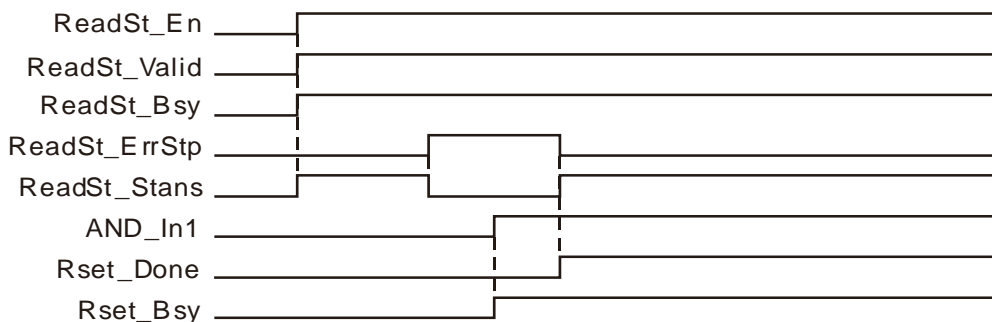 ReadSt_En
ReadSt_Valid
ReadSt_Bsy
ReadSt_ErrStp
ReadSt_Stans
AND_In1
Rset_Done
Rset_Bsy